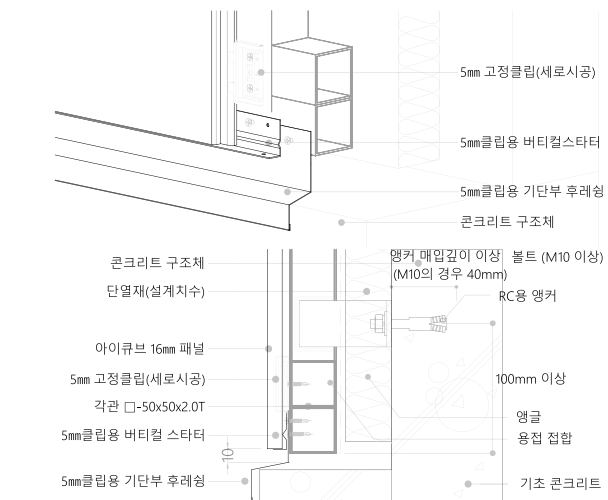 5㎜ 고정클립(세로시공)
5㎜클립용 버티컬스타터
5㎜클립용 기단부 후레슁
콘크리트 구조체
앵커 매입깊이 이상 볼트 (M10 이상)
(M10의 경우 40mm)
콘크리트 구조체
단열재(설계치수)
RC용 앵커
아이큐브 16㎜ 패널
5㎜ 고정클립(세로시공)
100mm 이상
각관 □-50x50x2.0T
앵글
5㎜클립용 버티컬 스타터
용접 접합
10
5㎜클립용 기단부 후레슁
기초 콘크리트